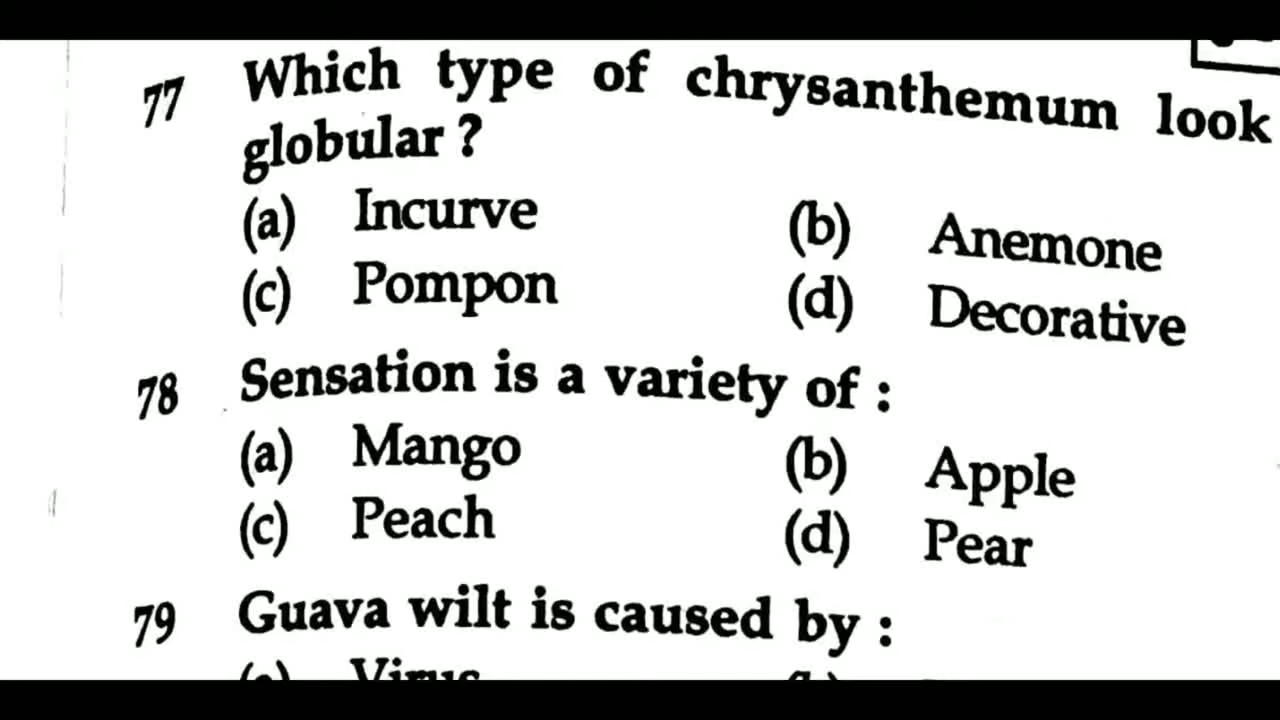 77 Which type of chrysanthemum look
globular ?
(a) Incurve (b) Anemone
(c) Pompon (d) Decorative
78 Sensation is a variety of :
(a) Mango (b) Apple
(c) Peach (d) Pear
79 Guava wilt is caused by :
(a) Virus (b)